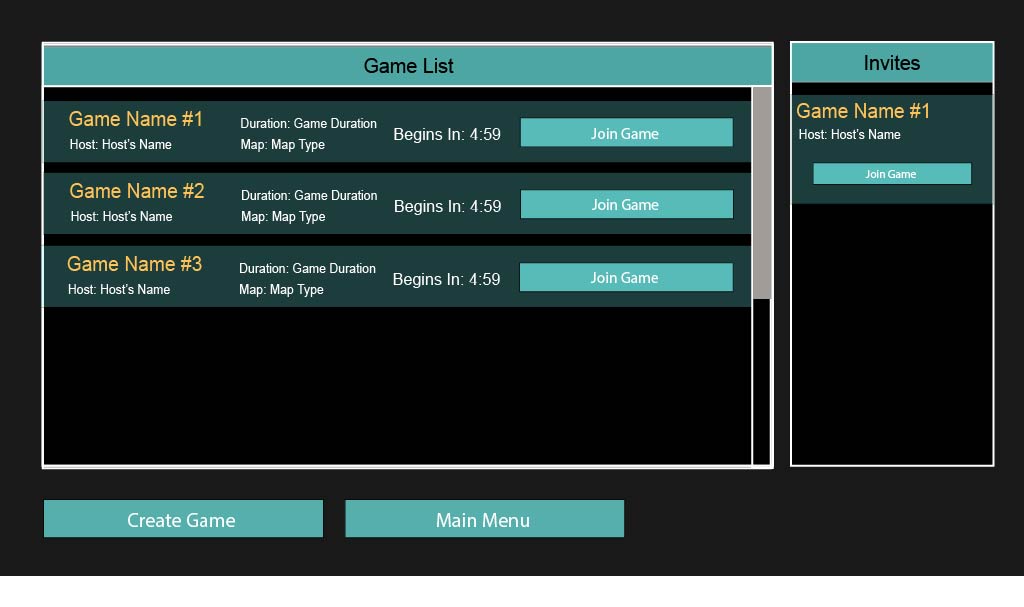 Game List
Game Name #1
Host: Host's Name
Duration: Game Duration
Map: Map Type
Begins In: 4:59
Join Game
Game Name #2
Host: Host's Name
Duration: Game Duration
Map: Map Type
Begins In: 4:59
Join Game
Game Name #3
Host: Host's Name
Duration: Game Duration
Map: Map Type
Begins In: 4:59
Join Game
Invites
Game Name #1
Host: Host's Name
Join Game
Create Game
Main Menu